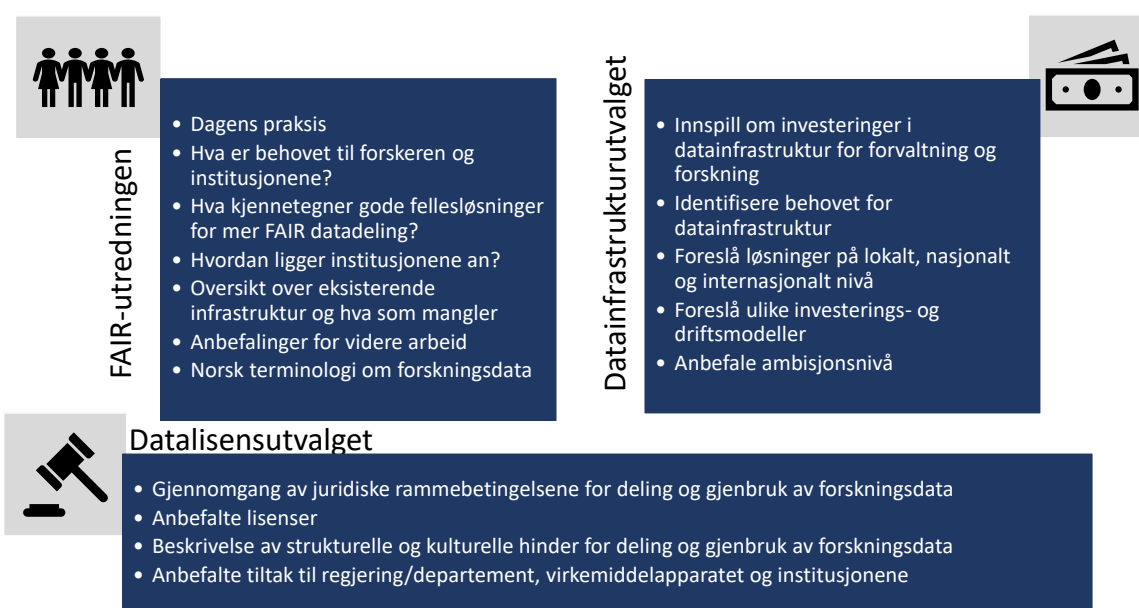 FAIR-utredningen
• Dagens praksis
• Hva er behovet til forskeren og
institusjonene?
• Hva kjennetegner gode fellesløsninger
for mer FAIR datadeling?
• Hvordan ligger institusjonene an?
• Oversikt over eksisterende
infrastruktur og hva som mangler
• Anbefalinger for videre arbeid
• Norsk terminologi om forskningsdata
Datainfrastrukturutvalget
• Innspill om investeringer i
datainfrastruktur for forvaltning og
forskning
• Identifisere behovet for
datainfrastruktur
• Foreslå løsninger på lokalt, nasjonalt
og internasjonalt nivå
• Foreslå ulike investerings- og
driftsmodeller
• Anbefale ambisjonsnivå
Datalisensutvalget
• Gjennomgang av juridiske rammebetingelsene for deling og gjenbruk av forskningsdata
• Anbefalte lisenser
• Beskrivelse av strukturelle og kulturelle hinder for deling og gjenbruk av forskningsdata
• Anbefalte tiltak til regjering/departement, virkemiddelapparatet og institusjonene